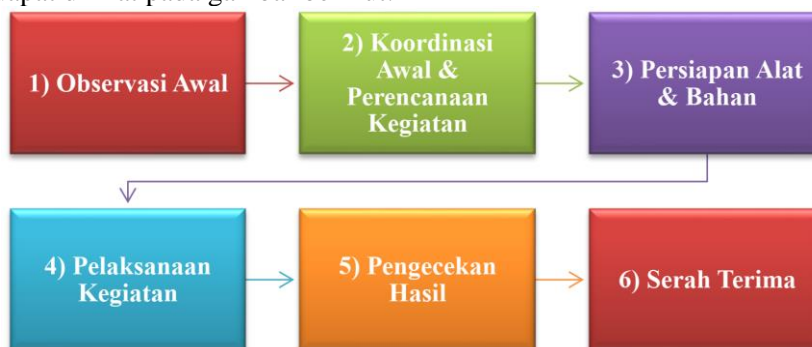 1) Observasi Awal
2) Koordinasi
Awal &
Perencanaan
Kegiatan
3) Persiapan Alat
& Bahan
4) Pelaksanaan
Kegiatan
5) Pengecekan
Hasil
6) Serah Terima